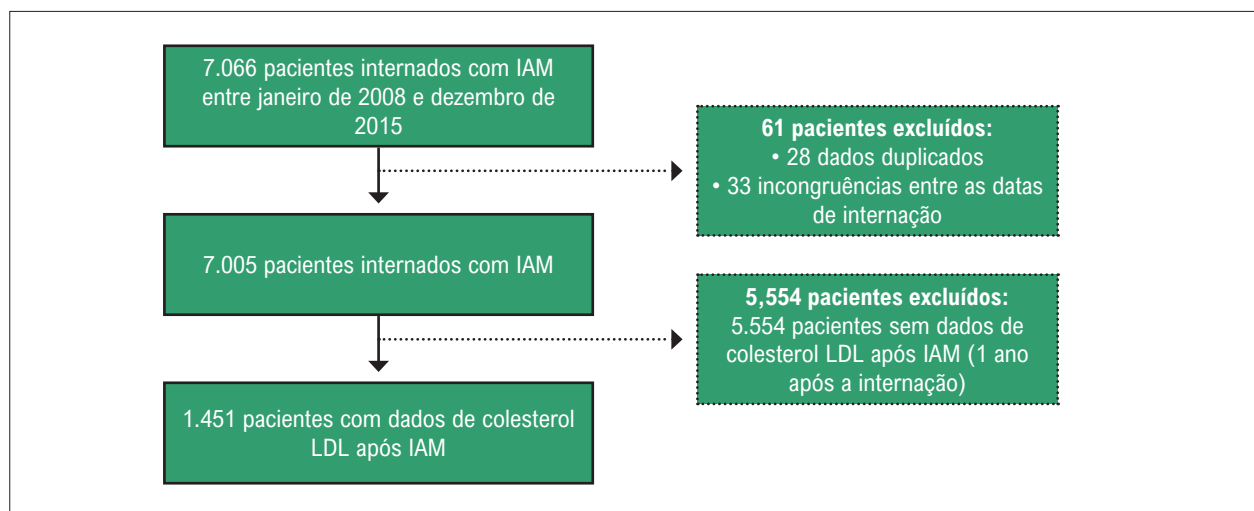 7.066 pacientes internados com IAM
entre janeiro de 2008 e dezembro de
2015
61 pacientes excluídos:
• 28 dados duplicados
• 33 incongruências entre as datas
de internação
7.005 pacientes internados com IAM
5,554 pacientes excluídos:
5.554 pacientes sem dados de
colesterol LDL após IAM (1 ano
após a internação)
1.451 pacientes com dados de colesterol
LDL após IAM